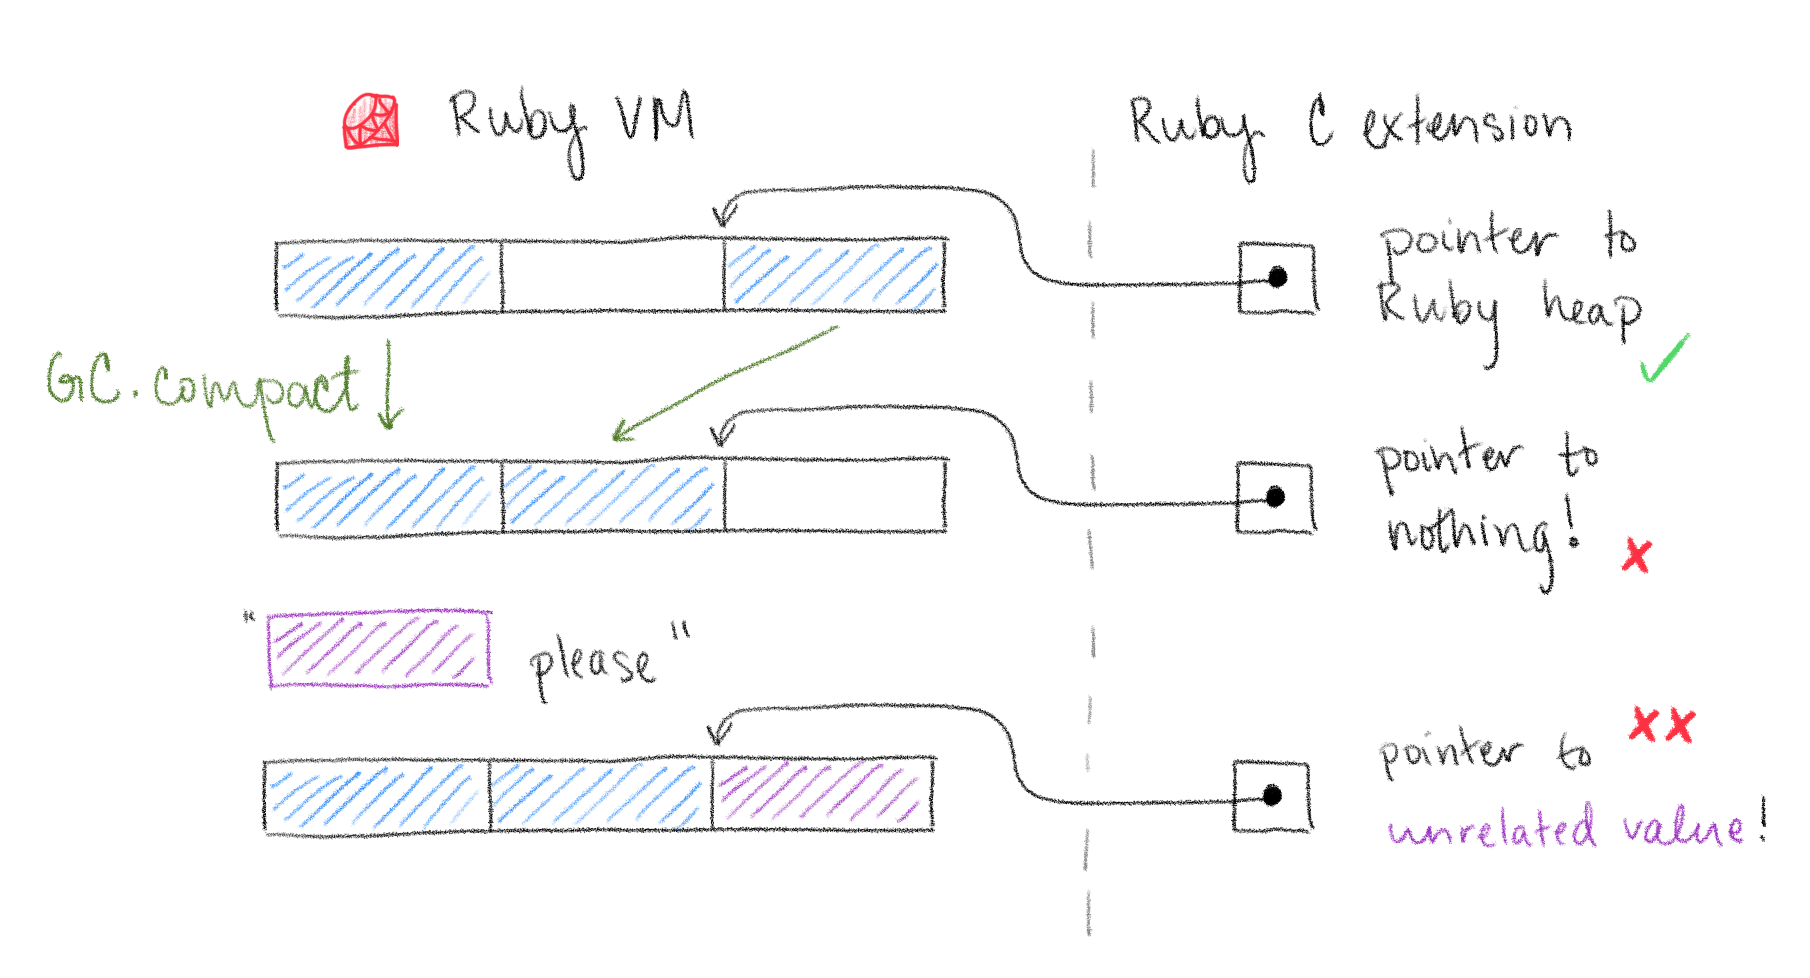 Ruby VM
Ruby C extension
pointer to
Ruby heap
GC.compact
pointer to
nothing!
" please"
pointer to
unrelated value!